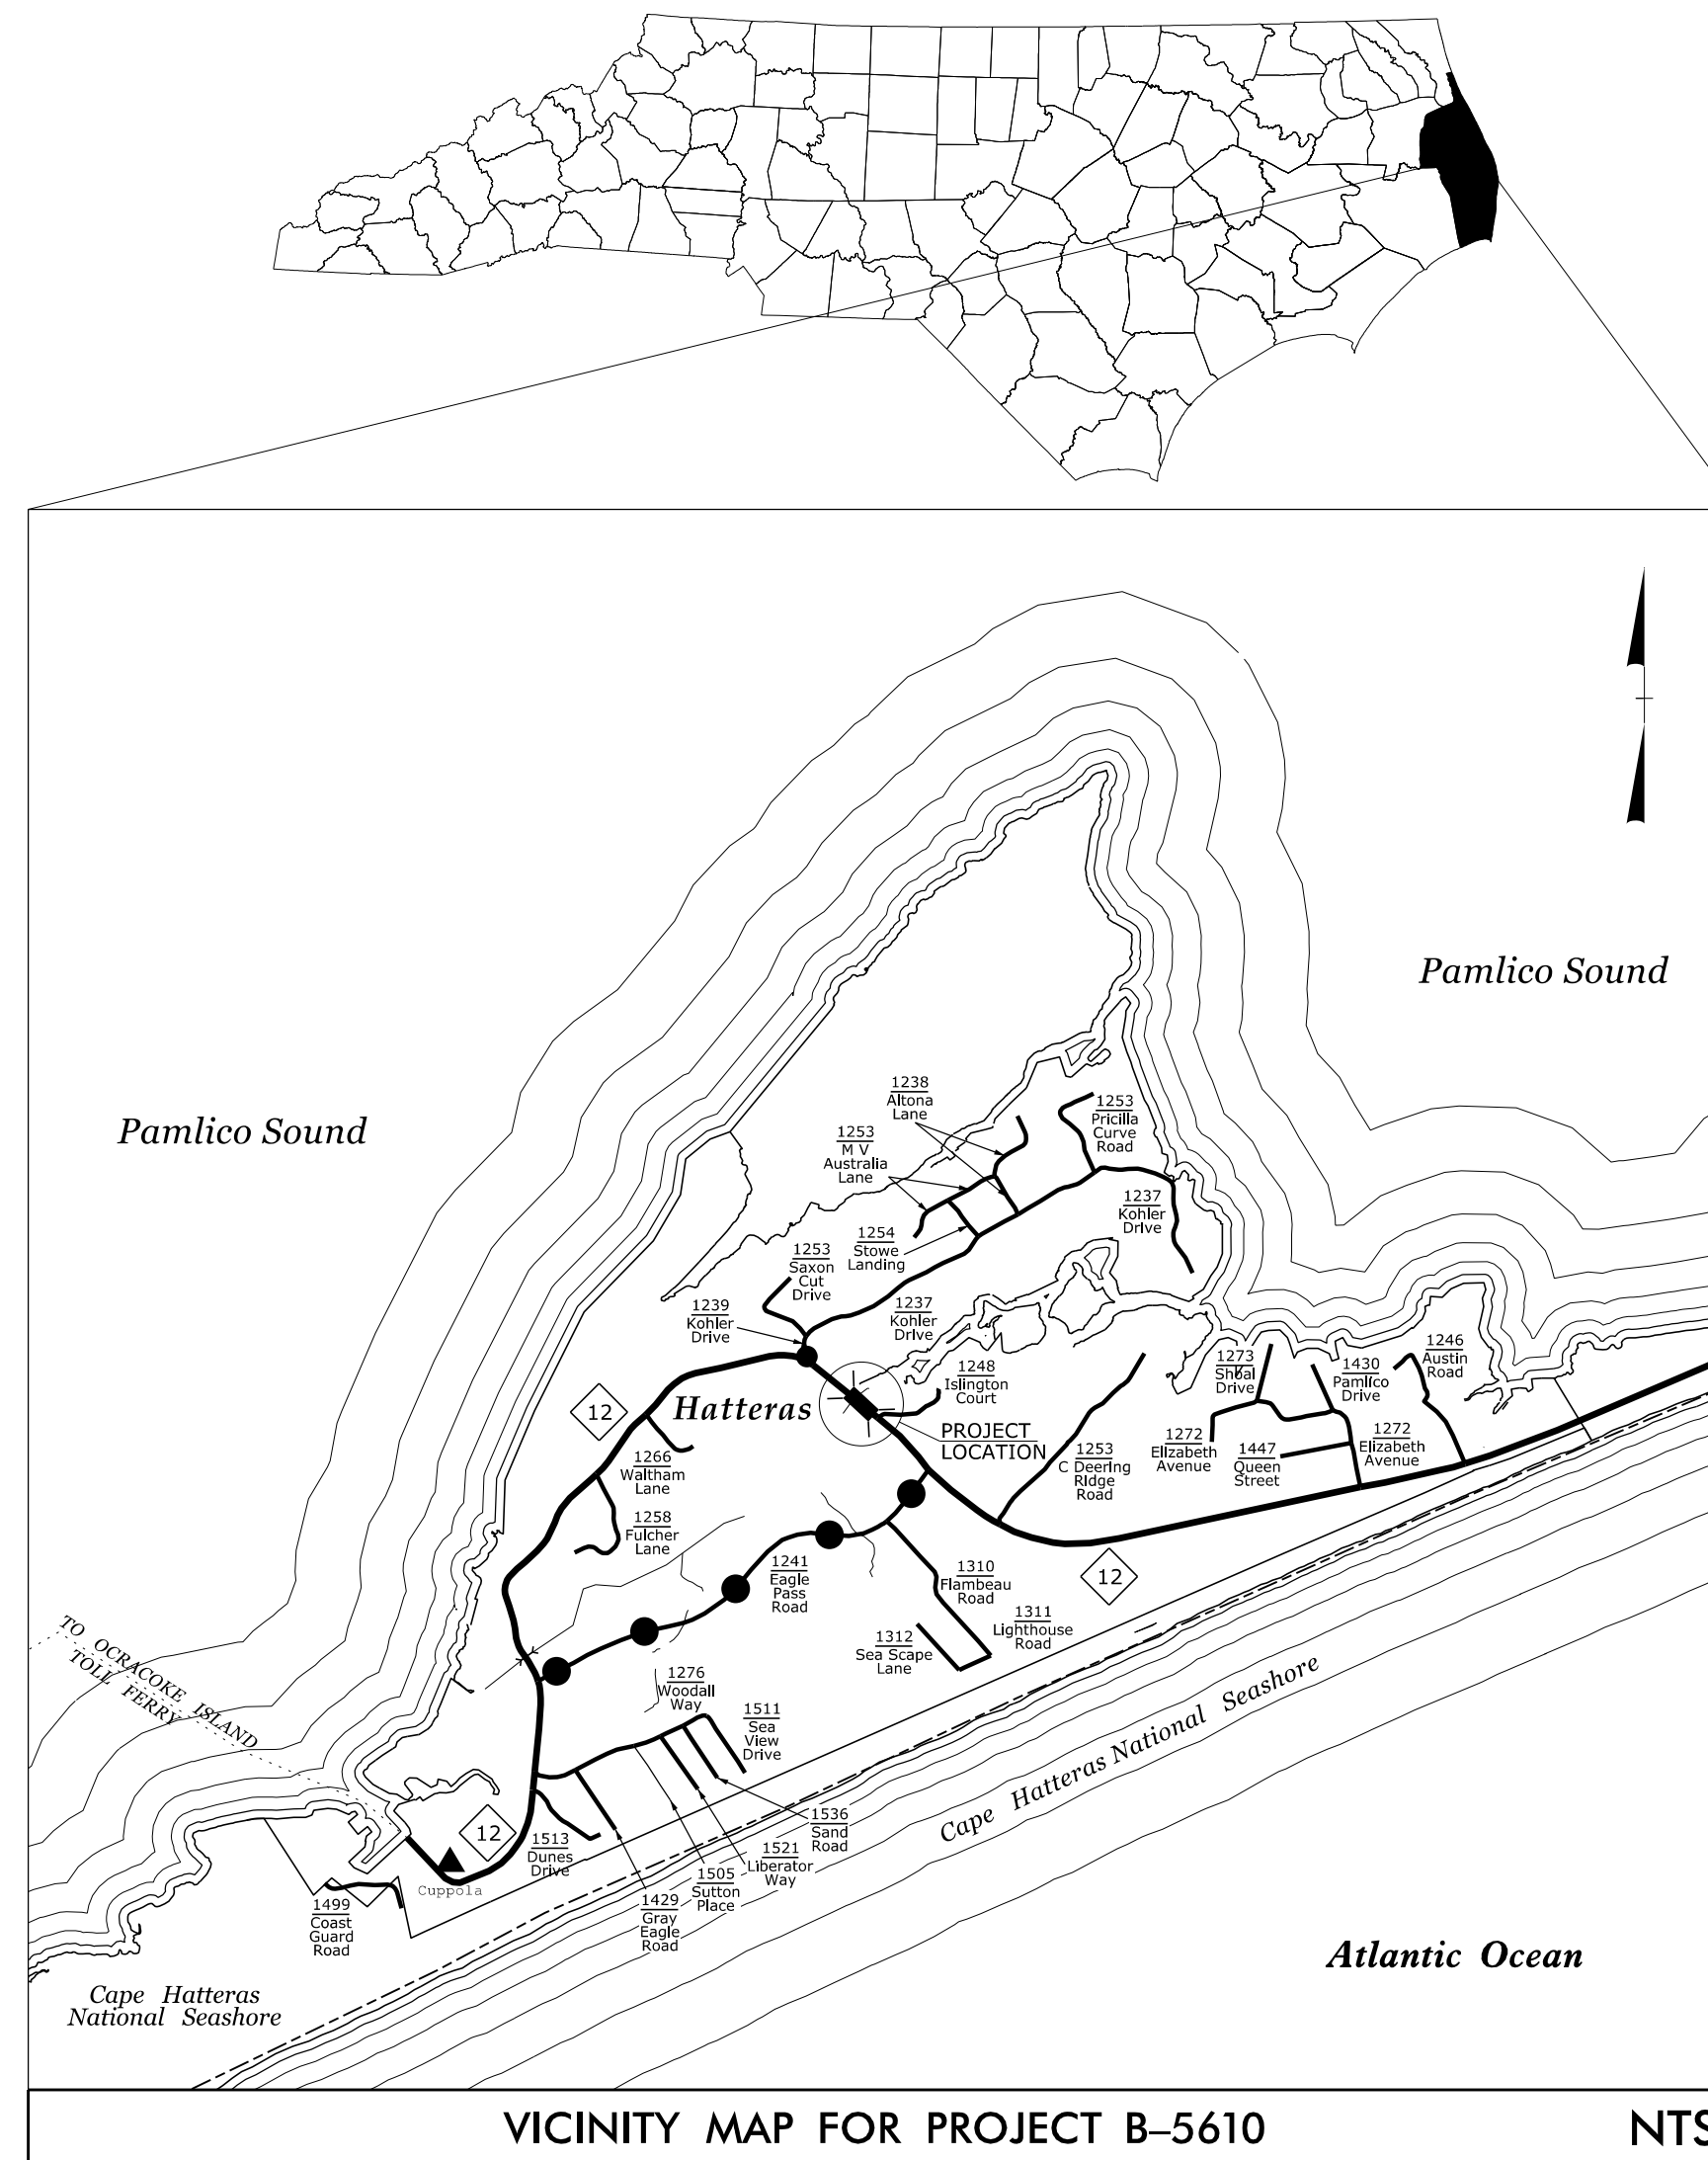 Pamlico Sound
Pamlico Sound
1238
Altona
Lane
1253
Pricilla
Curve
Road
1253
M V
Australia
Lane
1237
Kohler
Drive
1254
Stowe
Landing
1253
Saxon
Cut
Drive
1239
Kohler
Drive
1237
Kohler
Drive
1248
Islington
Court
1273
Shoal
Drive
1430
Pamlico
Drive
1246
Austin
Road
12
Hatteras
PROJECT
LOCATION
1253
C Deering
Ridge
Road
1272
Elizabeth
Avenue
1447
Queen
Street
1272
Elizabeth
Avenue
1266
Waltham
Lane
1258
Fulcher
Lane
1241
Eagle
Pass
Road
1310
Flambeau
Road
12
1311
Lighthouse
Road
1312
Sea Scape
Lane
TO OCRACOKE ISLAND
TOLL FERRY
1276
Woodall
Way
1511
Sea
View
Drive
Cape Hatteras National Seashore
12
1513
Dunes
Drive
1536
Sand
Road
1521
Liberator
Way
1505
Sutton
Place
1429
Gray
Eagle
Road
Cuppola
1499
Coast
Guard
Road
Atlantic Ocean
Cape Hatteras
National Seashore
VICINITY MAP FOR PROJECT B–5610
NTS